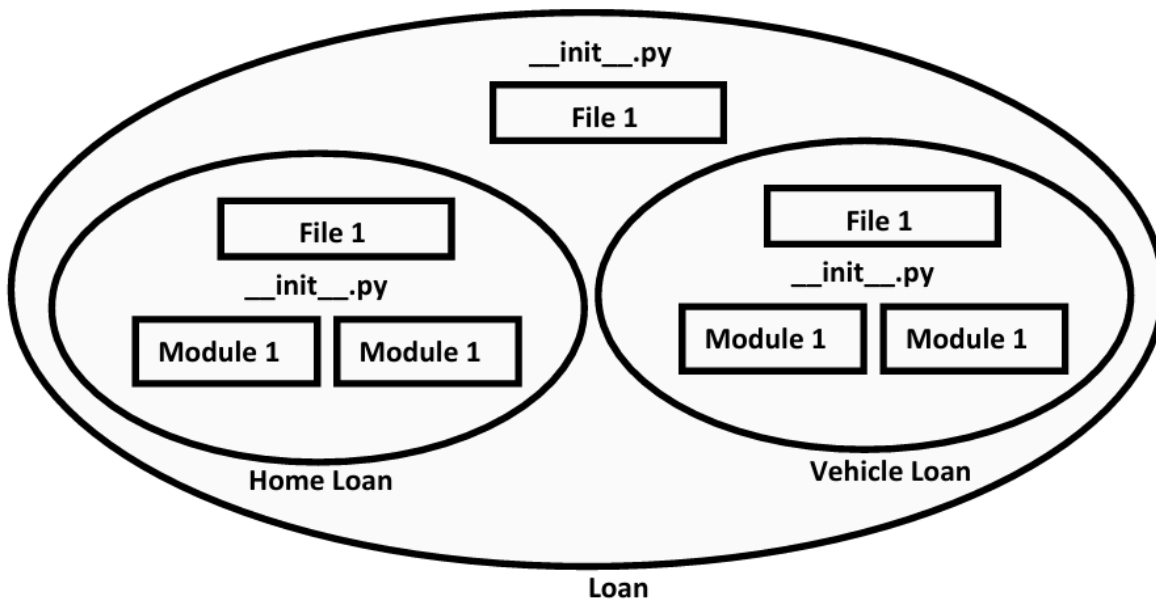 __init__.py
File 1
File 1
__init__.py
Module 1
Module 1
Home Loan
File 1
__init__.py
Module 1
Module 1
Vehicle Loan
Loan